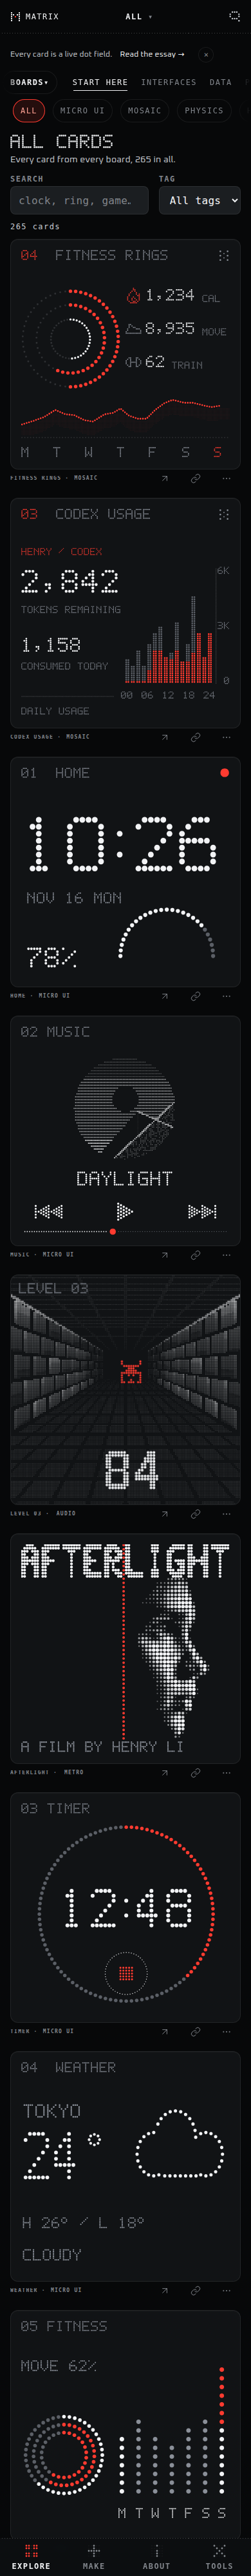 MATRIX
ALL ▾
Every card is a live dot field. Read the essay →
×
BOARDS▾ START HERE INTERFACES DATA
ALL MICRO UI MOSAIC PHYSICS
ALL CARDS
Every card from every board, 265 in all.
SEARCH TAG
clock, ring, game… All tags
265 cards
04 FITNESS RINGS
1,234 CAL
8,935 MOVE
62 TRAIN
M T W T F S S
FITNESS RINGS · MOSAIC
03 CODEX USAGE
HENRY / CODEX
2,842
TOKENS REMAINING
1,158
CONSUMED TODAY
6K
3K
0
00 06 12 18 24
DAILY USAGE
CODEX USAGE · MOSAIC
01 HOME
10:26
NOV 16 MON
78%
HOME · MICRO UI
02 MUSIC
DAYLIGHT
MUSIC · MICRO UI
LEVEL 03
84
LEVEL 03 · AUDIO
AFTERLIGHT
A FILM BY HENRY LI
AFTERLIGHT · METRO
03 TIMER
12:48
TIMER · MICRO UI
04 WEATHER
TOKYO
24°
H 26° / L 18°
CLOUDY
WEATHER · MICRO UI
05 FITNESS
MOVE 62%
M T W T F S S
EXPLORE MAKE ABOUT TOOLS